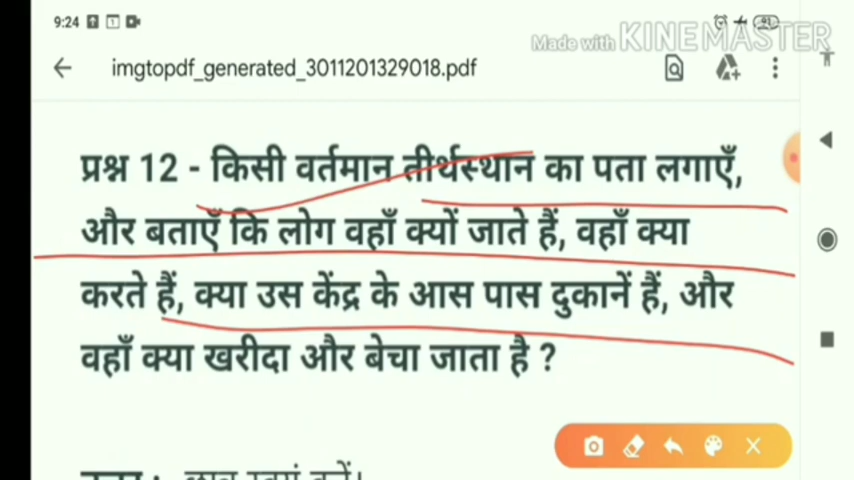 9:24
91
Made with KINEMASTER
imgtopdf_generated_3011201329018.pdf
प्रश्न 12 - किसी वर्तमान तीर्थस्थान का पता लगाएँ,
और बताएँ कि लोग वहाँ क्यों जाते हैं, वहाँ क्या
करते हैं, क्या उस केंद्र के आस पास दुकानें हैं, और
वहाँ क्या खरीदा और बेचा जाता है ?